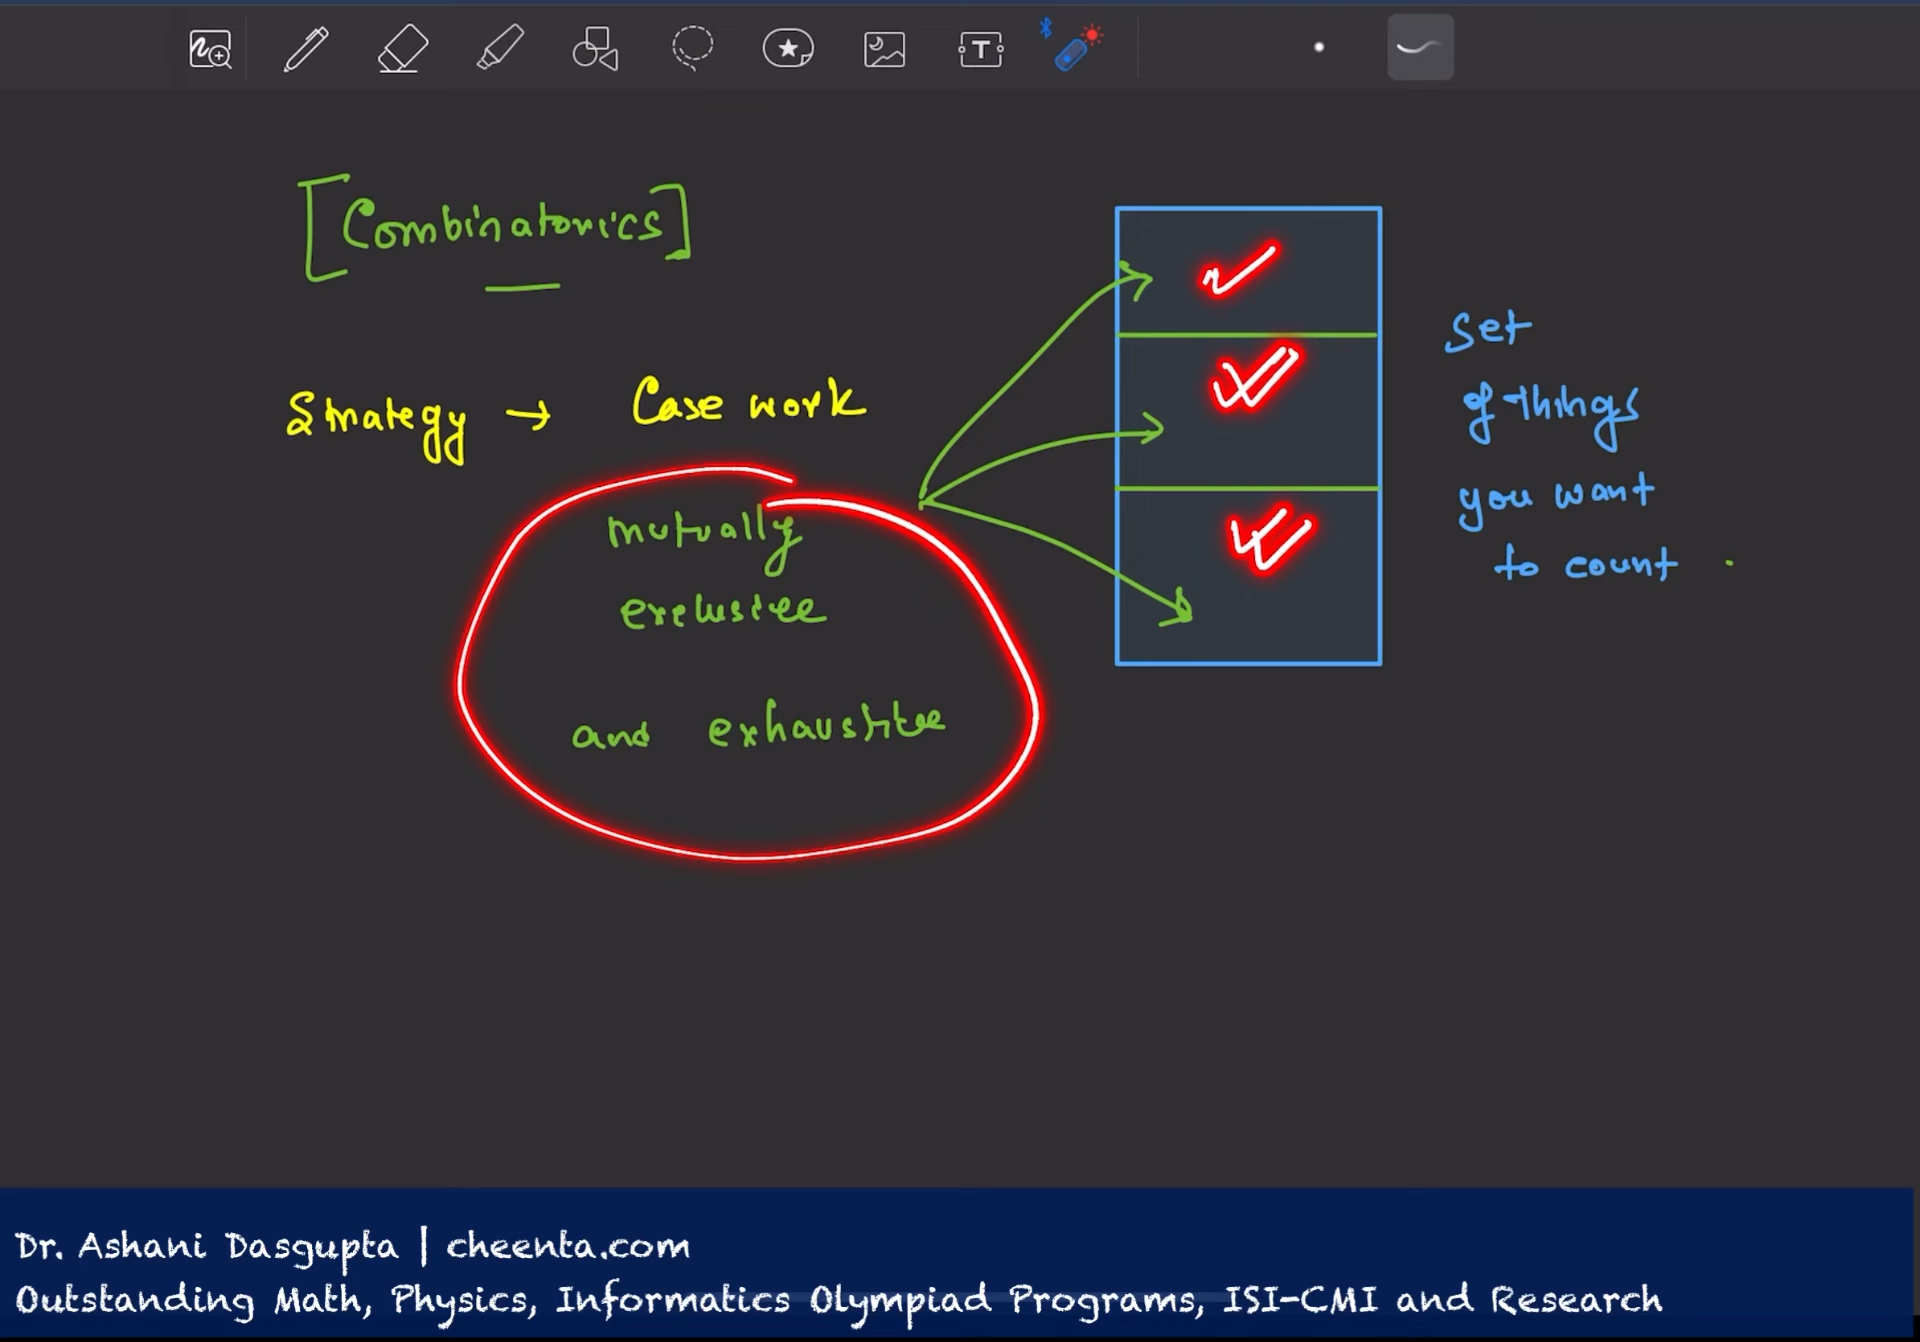 [Combinatorics]
Strategy → Case work
mutually
exclusive
and exhaustive
Set
of things
you want
to count
Dr. Ashani Dasgupta | cheenta.com
Outstanding Math, Physics, Informatics Olympiad Programs, ISI-CMI and Research